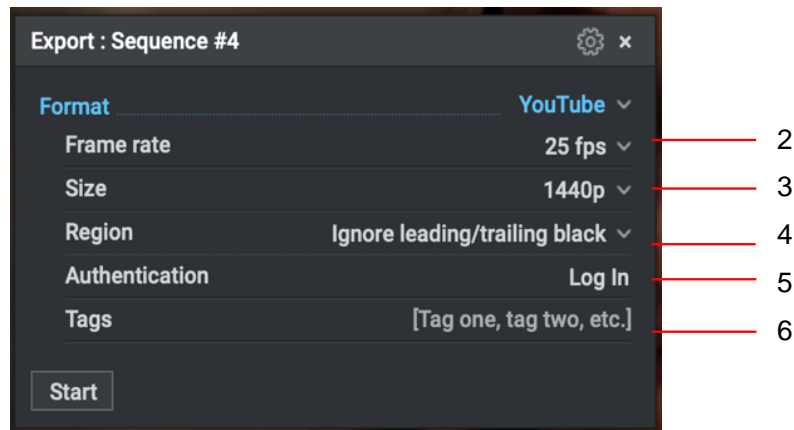 Export : Sequence #4 ×
Format YouTube
Frame rate 25 fps 2
Size 1440p 3
Region Ignore leading/trailing black 4
Authentication Log In 5
Tags [Tag one, tag two, etc.] 6
Start